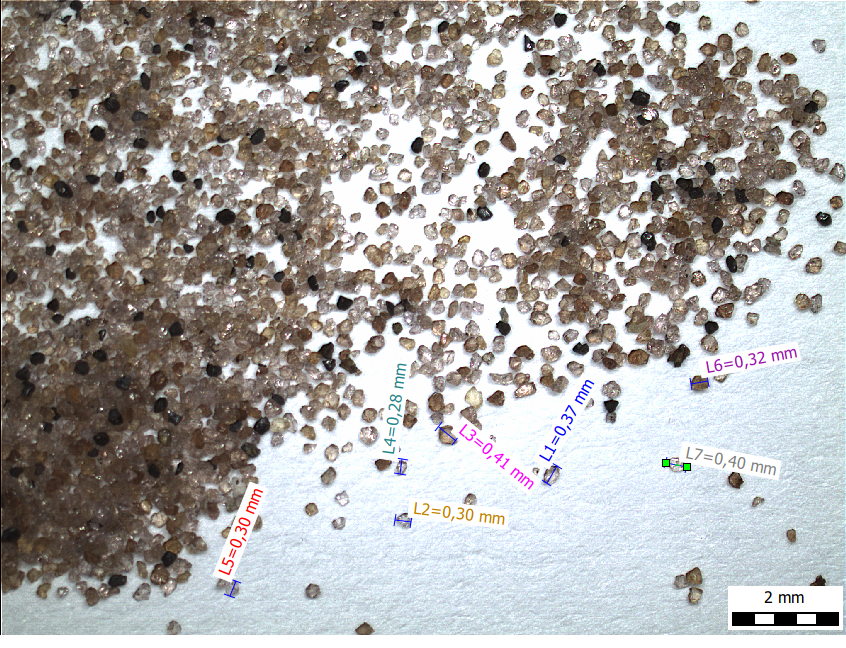 L6=0,32 mm
L4=0,28 mm
L1=0,37 mm
L3=0,41 mm
L7=0,40 mm
L2=0,30 mm
L5=0,30 mm
2 mm